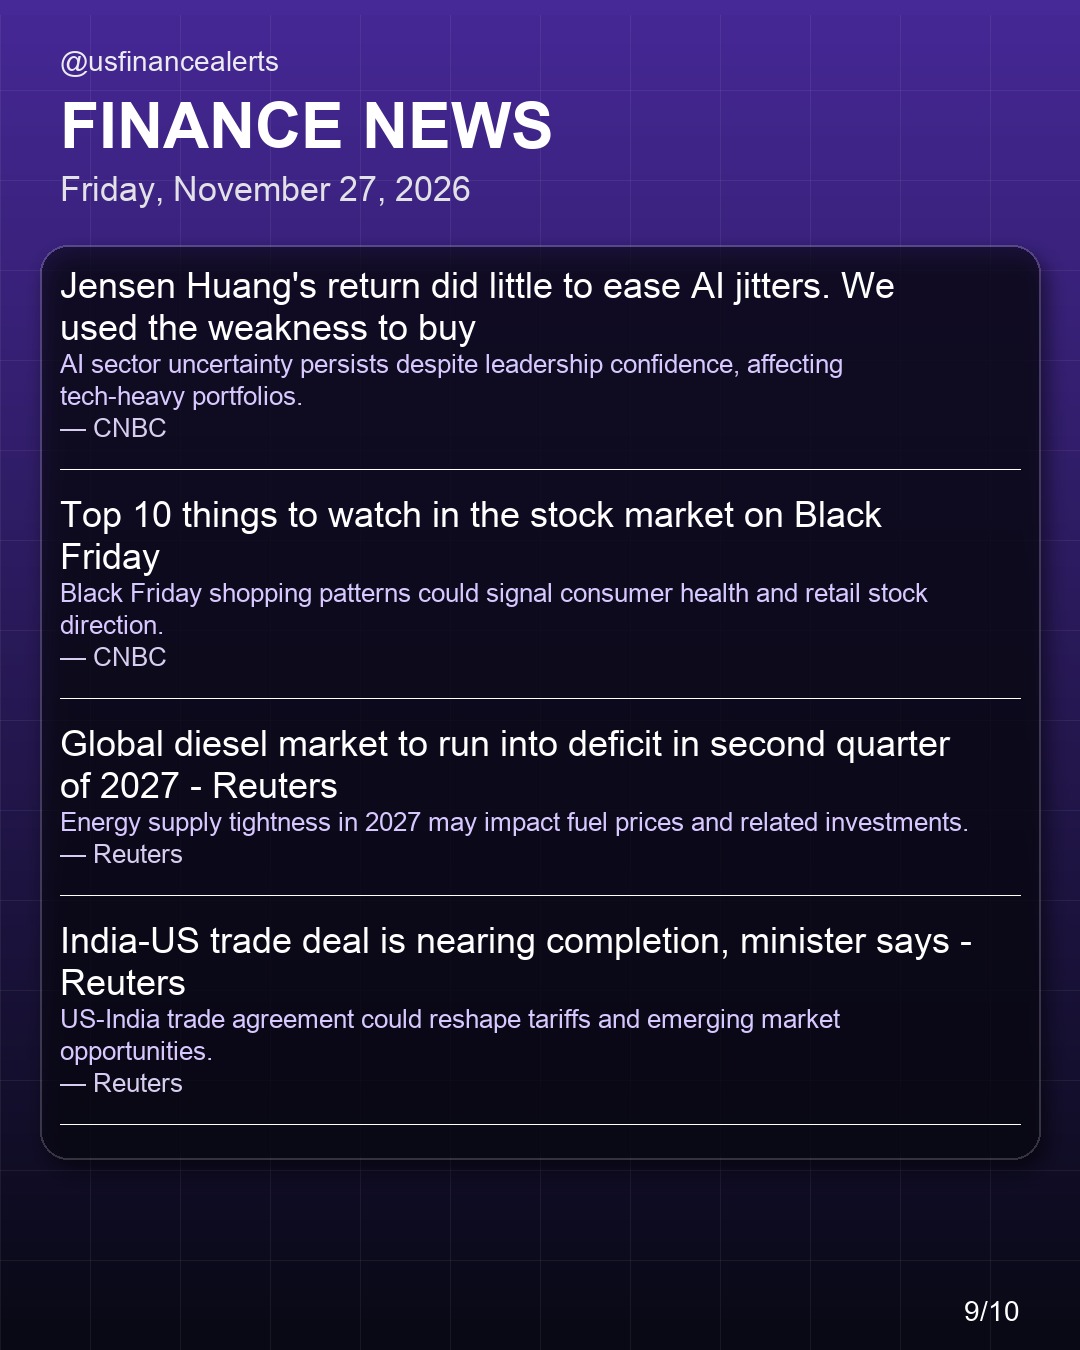 @usfinancealerts
FINANCE NEWS
Friday, November 27, 2026
Jensen Huang's return did little to ease AI jitters. We
used the weakness to buy
AI sector uncertainty persists despite leadership confidence, affecting
tech-heavy portfolios.
— CNBC
Top 10 things to watch in the stock market on Black
Friday
Black Friday shopping patterns could signal consumer health and retail stock
direction.
— CNBC
Global diesel market to run into deficit in second quarter
of 2027 - Reuters
Energy supply tightness in 2027 may impact fuel prices and related investments.
— Reuters
India-US trade deal is nearing completion, minister says -
Reuters
US-India trade agreement could reshape tariffs and emerging market
opportunities.
— Reuters
9/10